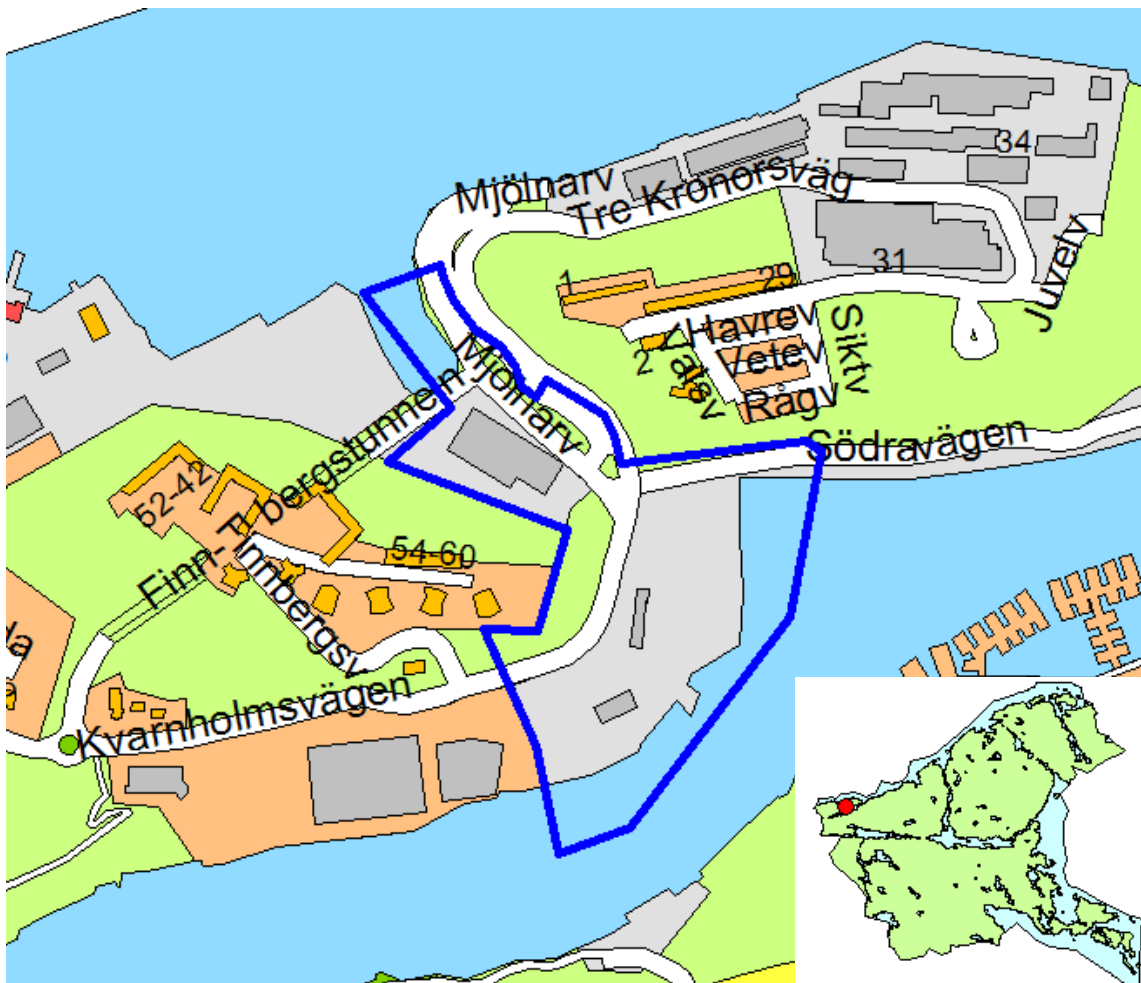 Mjölnarv
Tre Kronorsväg
34
31
Juvelv
1
29
Havrev
Siktv
2
Vetev
Rågv
Mjölnarv
Södravägen
Finn-
bergstunneln
52-42
54-60
Finnbergsv
Kvarnholmsvägen